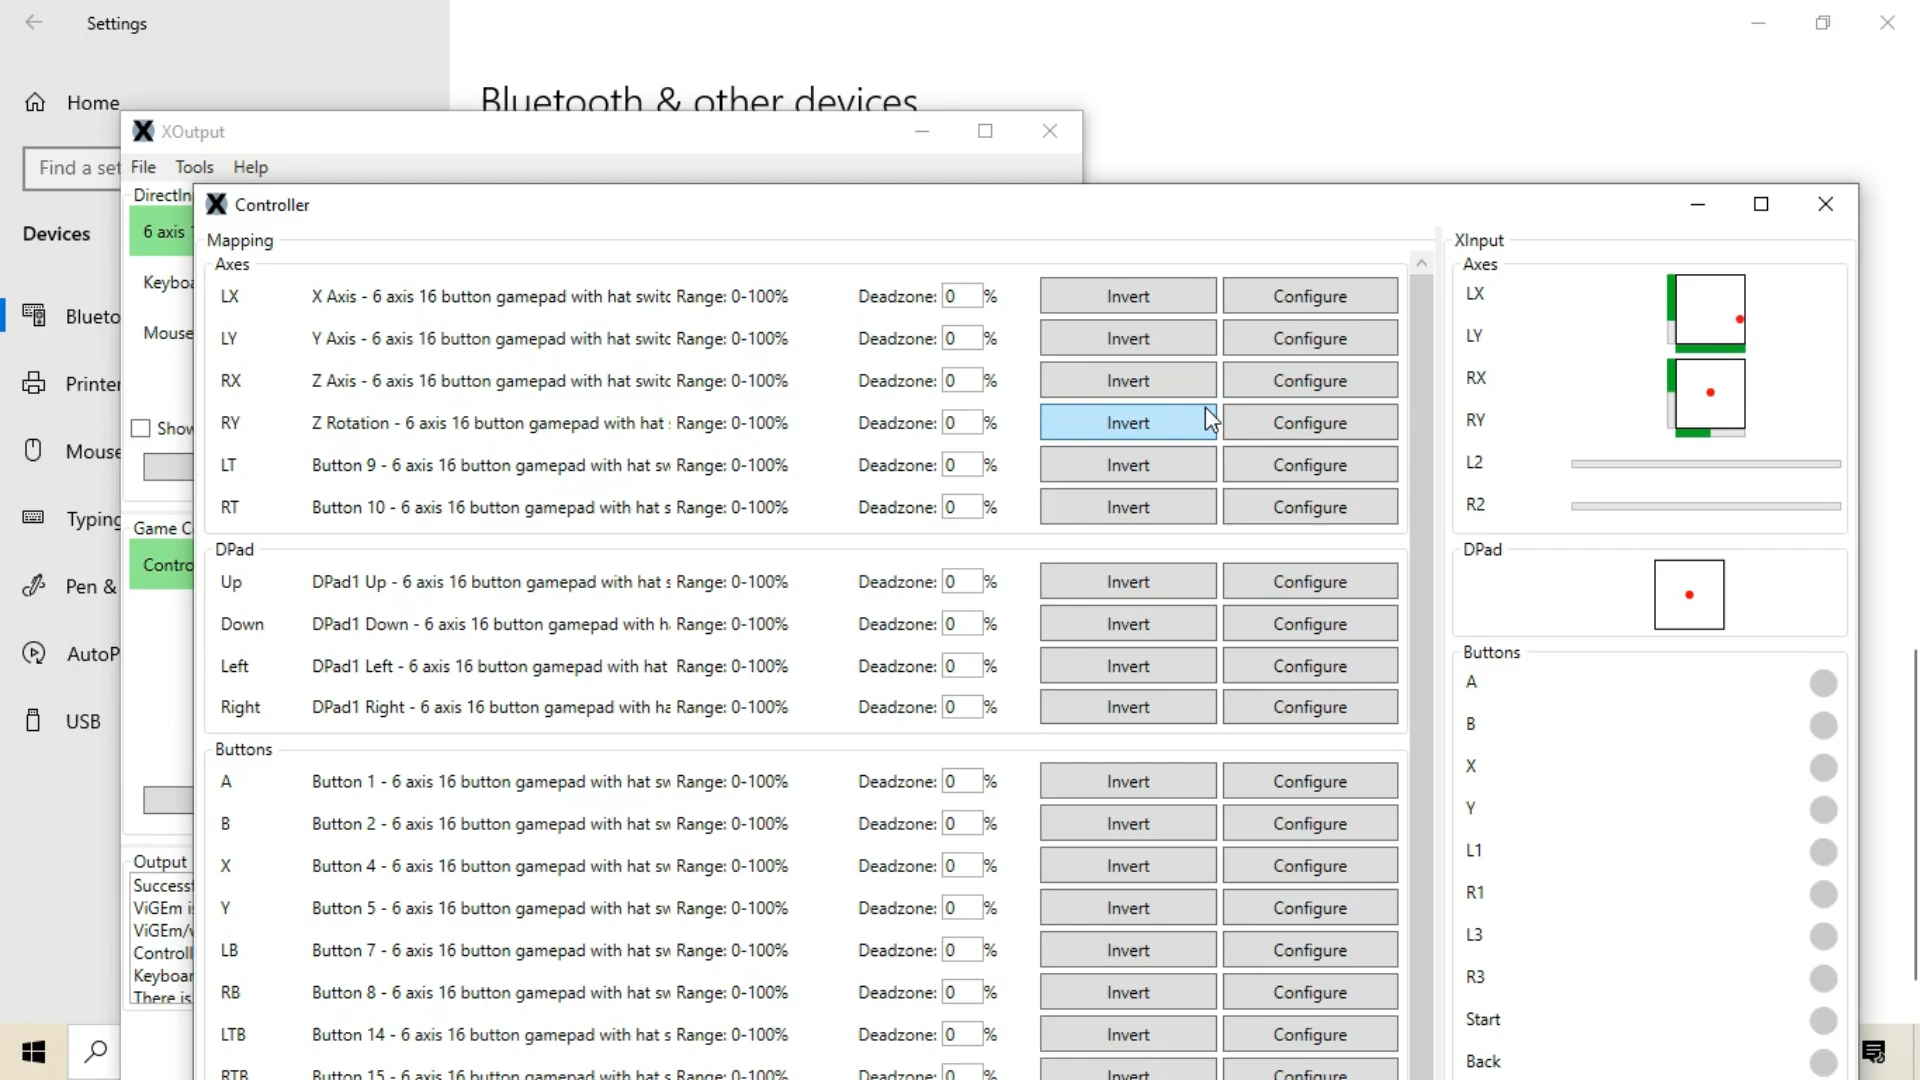 Settings
Home
Bluetooth & other devices
XOutput
Find a set
File Tools Help
DirectIn
6 axis
Controller
Devices
Mapping
XInput
Axes
Axes
LX X Axis - 6 axis 16 button gamepad with hat switc Range: 0-100% Deadzone: 0 % Invert Configure
LX
Keyboa
Blueto
LY Y Axis - 6 axis 16 button gamepad with hat switc Range: 0-100% Deadzone: 0 % Invert Configure
LY
Mouse
Printer
RX Z Axis - 6 axis 16 button gamepad with hat switc Range: 0-100% Deadzone: 0 % Invert Configure
RX
Show
RY Z Rotation - 6 axis 16 button gamepad with hat : Range: 0-100% Deadzone: 0 % Invert Configure
RY
Mouse
LT Button 9 - 6 axis 16 button gamepad with hat sw Range: 0-100% Deadzone: 0 % Invert Configure
L2
Typing
RT Button 10 - 6 axis 16 button gamepad with hat s Range: 0-100% Deadzone: 0 % Invert Configure
R2
Game C
DPad
DPad
Contro
Pen &
Up DPad1 Up - 6 axis 16 button gamepad with hat s Range: 0-100% Deadzone: 0 % Invert Configure
Down DPad1 Down - 6 axis 16 button gamepad with h Range: 0-100% Deadzone: 0 % Invert Configure
AutoP
Left DPad1 Left - 6 axis 16 button gamepad with hat Range: 0-100% Deadzone: 0 % Invert Configure
Buttons
USB
Right DPad1 Right - 6 axis 16 button gamepad with ha Range: 0-100% Deadzone: 0 % Invert Configure
A
B
Buttons
A Button 1 - 6 axis 16 button gamepad with hat sw Range: 0-100% Deadzone: 0 % Invert Configure
X
B Button 2 - 6 axis 16 button gamepad with hat sw Range: 0-100% Deadzone: 0 % Invert Configure
Y
Output
X Button 4 - 6 axis 16 button gamepad with hat sw Range: 0-100% Deadzone: 0 % Invert Configure
L1
Success
R1
Y Button 5 - 6 axis 16 button gamepad with hat sw Range: 0-100% Deadzone: 0 % Invert Configure
ViGEm i
ViGEm/v
L3
LB Button 7 - 6 axis 16 button gamepad with hat sw Range: 0-100% Deadzone: 0 % Invert Configure
Controll
Keyboar
R3
RB Button 8 - 6 axis 16 button gamepad with hat sw Range: 0-100% Deadzone: 0 % Invert Configure
There is
Start
LTB Button 14 - 6 axis 16 button gamepad with hat s Range: 0-100% Deadzone: 0 % Invert Configure
Back
RTB Button 15 - 6 axis 16 button gamepad with hat s Range: 0-100% Deadzone: 0 % Invert Configure